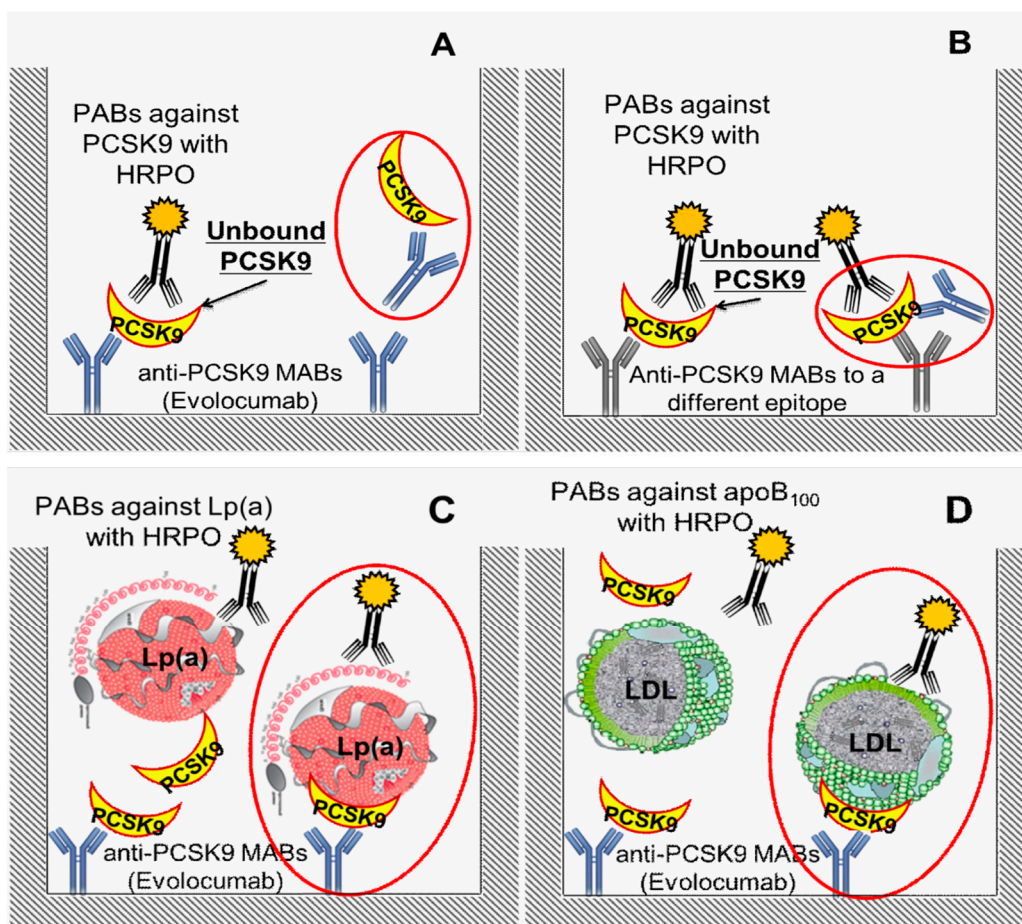 A
PABs against
PCSK9 with
HRPO
Unbound
PCSK9
PCSK9
PCSK9
anti-PCSK9 MABs
(Evolocumab)
B
PABs against
PCSK9 with
HRPO
Unbound
PCSK9
PCSK9
PCSK9
Anti-PCSK9 MABs to a
different epitope
C
PABs against Lp(a)
with HRPO
Lp(a)
Lp(a)
PCSK9
PCSK9
PCSK9
anti-PCSK9 MABs
(Evolocumab)
D
PABs against apoB100
with HRPO
PCSK9
LDL
LDL
PCSK9
PCSK9
anti-PCSK9 MABs
(Evolocumab)